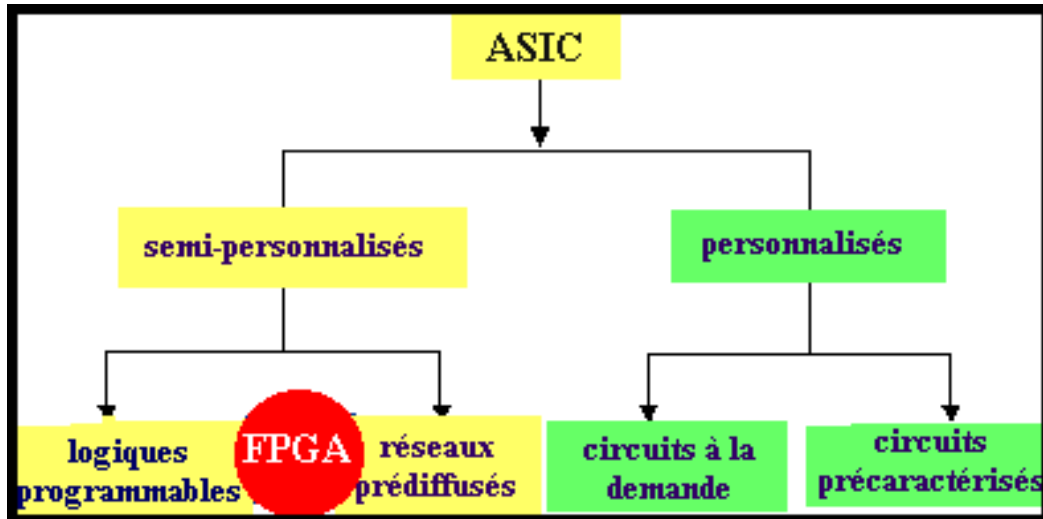 ASIC
semi-personnalisés
personnalisés
logiques
programmables
FPGA
réseaux
prédiffusés
circuits à la
demande
circuits
précaractérisés